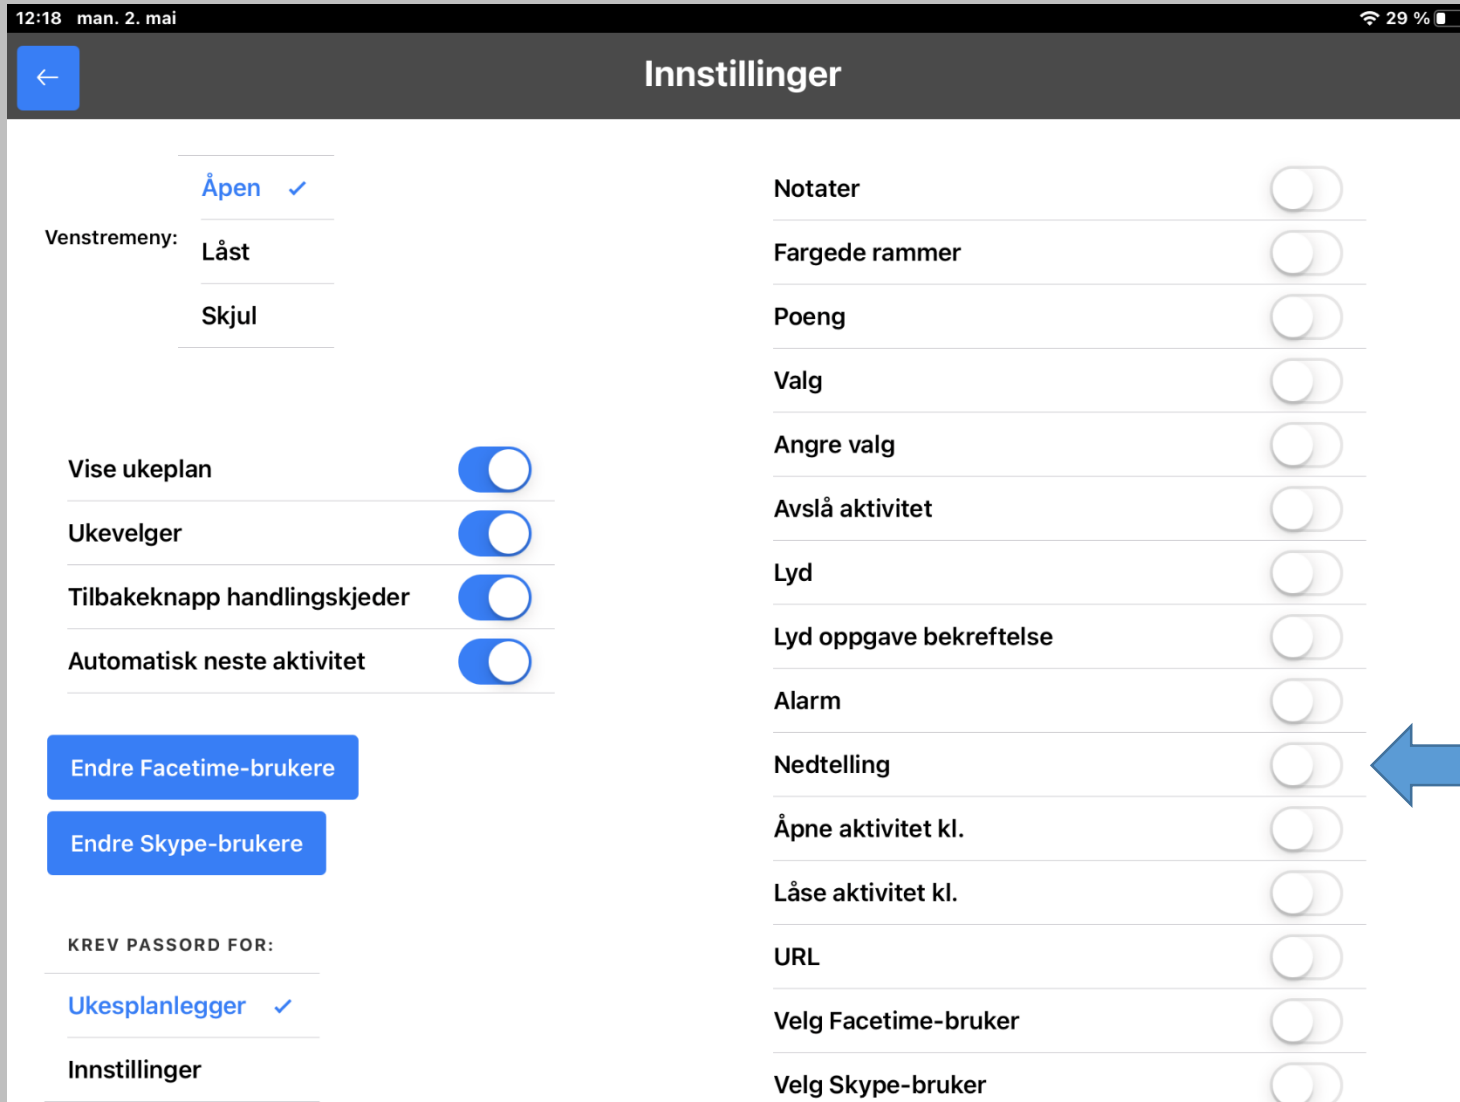 12:18 man. 2. mai
29 %
Innstillinger
Åpen
Venstremeny:
Låst
Skjul
Vise ukeplan
Ukevelger
Tilbakeknapp handlingskjeder
Automatisk neste aktivitet
Endre Facetime-brukere
Endre Skype-brukere
KREV PASSORD FOR:
Ukesplanlegger
Innstillinger
Notater
Fargede rammer
Poeng
Valg
Angre valg
Avslå aktivitet
Lyd
Lyd oppgave bekreftelse
Alarm
Nedtelling
Åpne aktivitet kl.
Låse aktivitet kl.
URL
Velg Facetime-bruker
Velg Skype-bruker